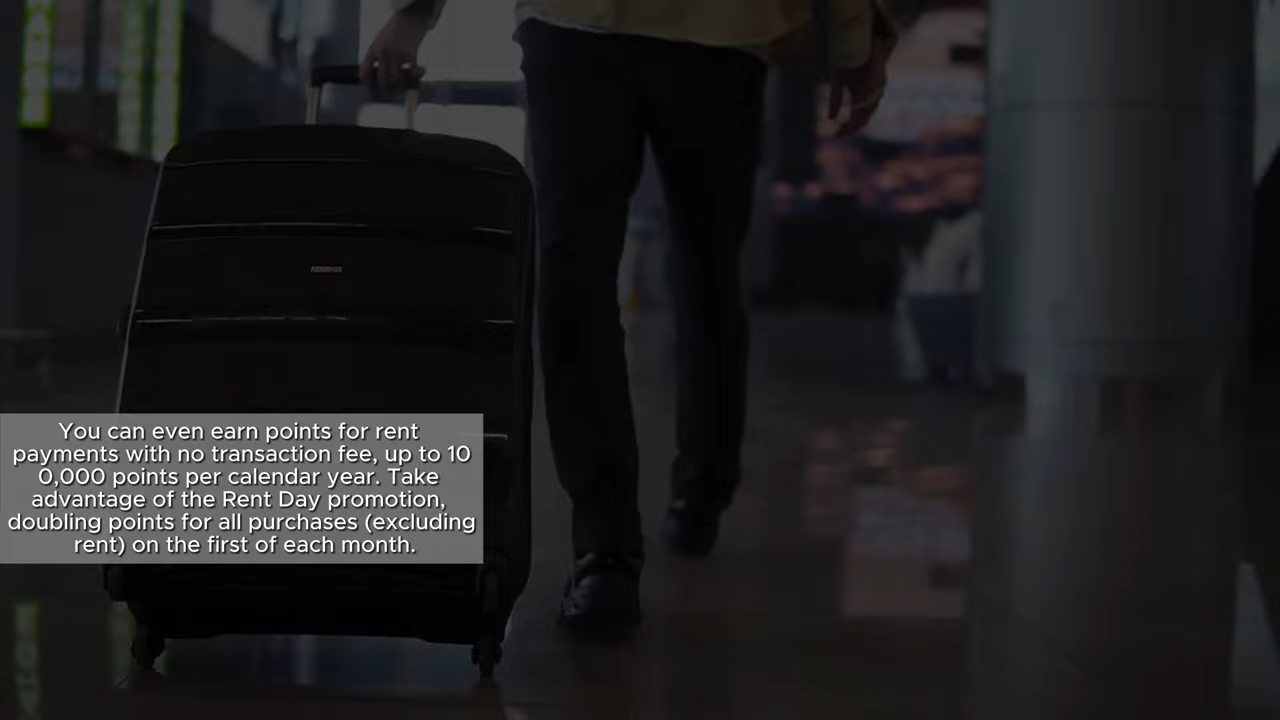 You can even earn points for rent
payments with no transaction fee, up to 10
0,000 points per calendar year. Take
advantage of the Rent Day promotion,
doubling points for all purchases (excluding
rent) on the first of each month.